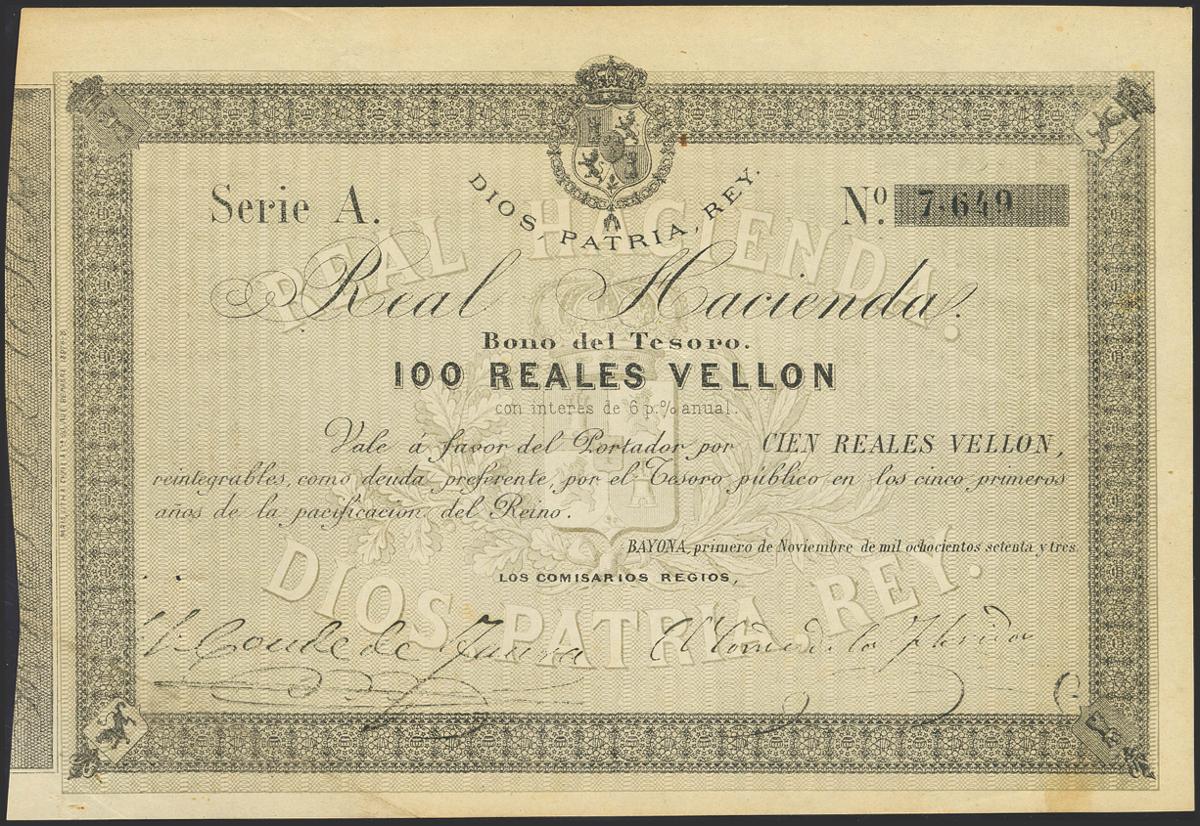 DIOS, PATRIA, REY.
Serie A.
Nº 7.649
REAL HACIENDA.
Real Hacienda.
Bono del Tesoro.
100 REALES VELLON
con interes de 6 p.% anual.
Vale á favor del Portador por CIEN REALES VELLON,
reintegrables, como deuda preferente, por el Tesoro público en los cinco primeros
años de la pacificacion del Reino.
BAYONA, primero de Noviembre de mil ochocientos setenta y tres.
LOS COMISARIOS REGIOS,
DIOS, PATRIA, REY.
Conde de
El